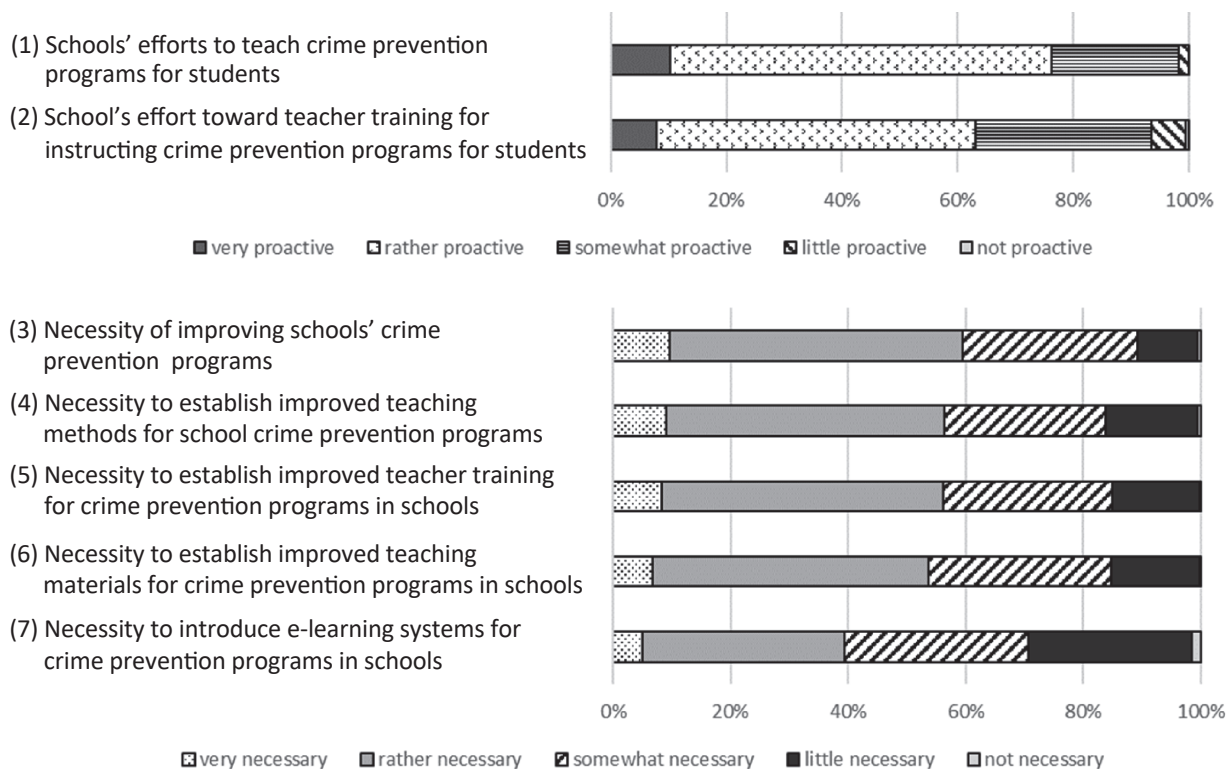 (1) Schools’ efforts to teach crime prevention
programs for students
(2) School’s effort toward teacher training for
instructing crime prevention programs for students
0% 20% 40% 60% 80% 100%
very proactive rather proactive somewhat proactive little proactive not proactive
(3) Necessity of improving schools’ crime
prevention programs
(4) Necessity to establish improved teaching
methods for school crime prevention programs
(5) Necessity to establish improved teacher training
for crime prevention programs in schools
(6) Necessity to establish improved teaching
materials for crime prevention programs in schools
(7) Necessity to introduce e-learning systems for
crime prevention programs in schools
0% 20% 40% 60% 80% 100%
very necessary rather necessary somewhat necessary little necessary not necessary